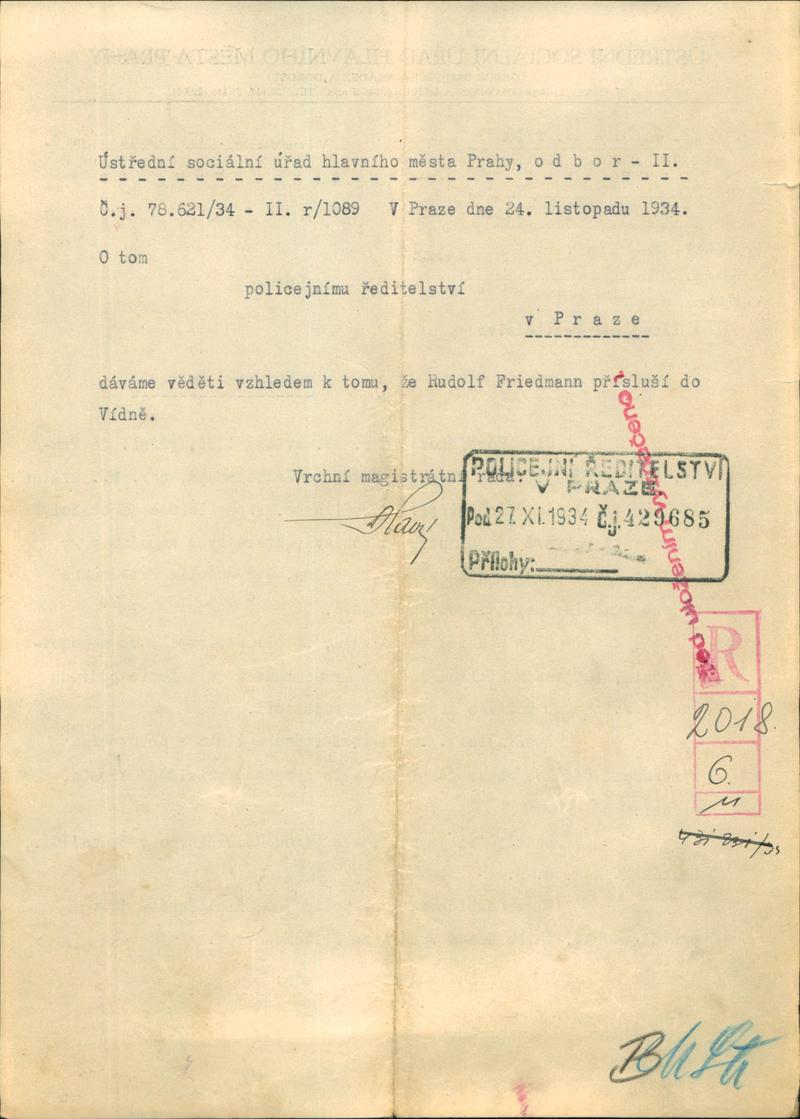 Ústřední sociální úřad hlavního města Prahy, o d b o r - II.
Č.j. 78.621/34 - II. r/1089 V Praze dne 24. listopadu 1934.
O tom
policejnímu ředitelství
v P r a z e
dáváme věděti vzhledem k tomu, že Rudolf Friedmann přísluší do
Vídně.
Vrchní magistrátní rada:
POLICEJNÍ ŘEDITELSTVÍ
V PRAZE.
Pod 27.XI.1934 Č.j. 429685
Přílohy:
R
2018
6.